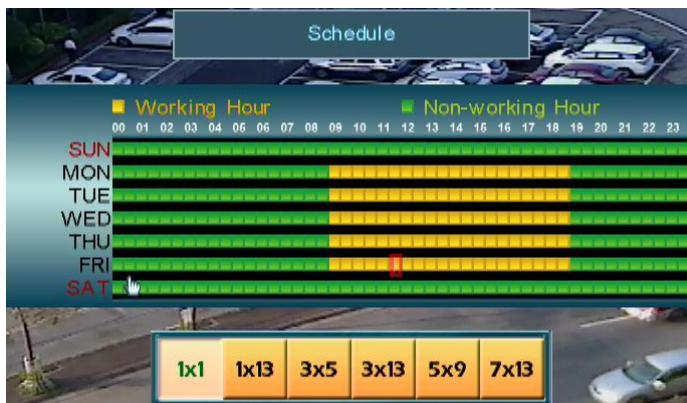 Schedule
Working Hour Non-working Hour
00 01 02 03 04 05 06 07 08 09 10 11 12 13 14 15 16 17 18 19 20 21 22 23
SUN
MON
TUE
WED
THU
FRI
SAT
1x1 1x13 3x5 3x13 5x9 7x13